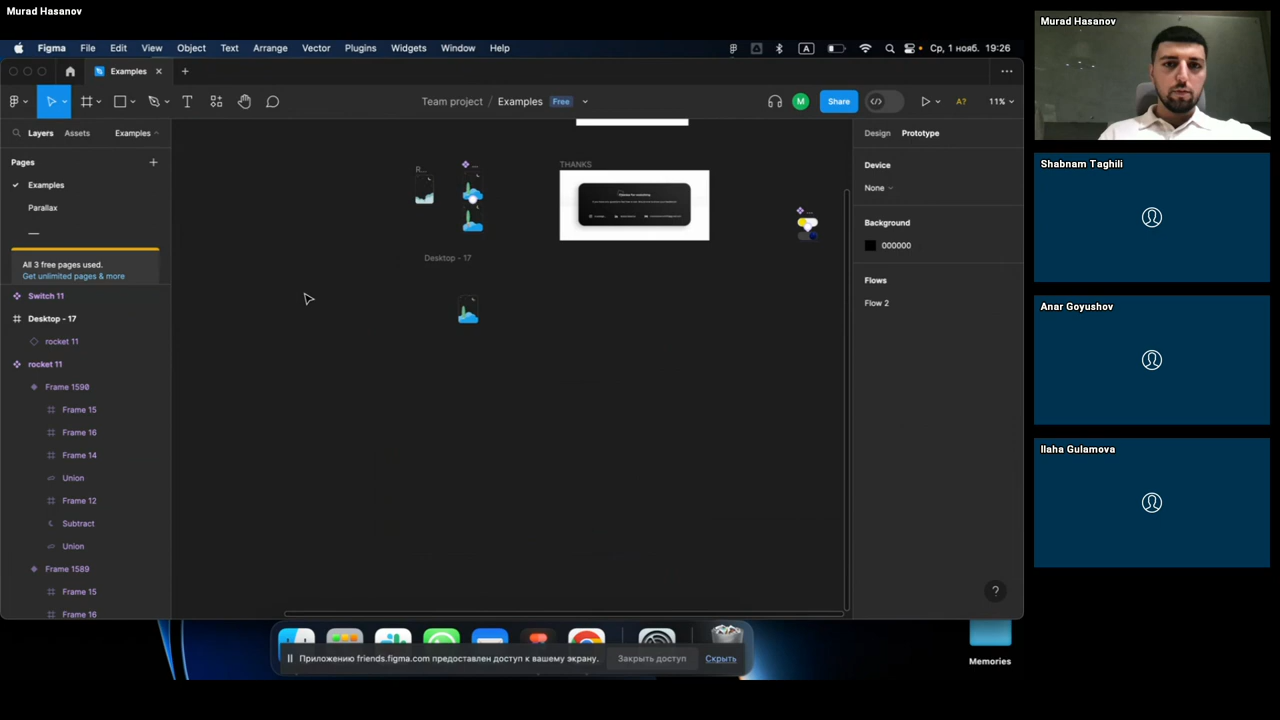 Murad Hasanov
Figma File Edit View Object Text Arrange Vector Plugins Widgets Window Help
A
Ср, 1 нояб. 19:26
Examples
Team project / Examples Free
M
Share
A?
11%
Layers Assets Examples
Design Prototype
Pages
Examples
Parallax
All 3 free pages used.
Get unlimited pages & more
Switch 11
Desktop - 17
rocket 11
rocket 11
Frame 1590
Frame 15
Frame 16
Frame 14
Union
Frame 12
Subtract
Union
Frame 1589
Frame 15
Frame 16
R...
...
THANKS
Thanks for watching
...
Desktop - 17
Device
None
Background
000000
Flows
Flow 2
?
Приложению friends.figma.com предоставлен доступ к вашему экрану.
Закрыть доступ
Скрыть
Memories
Murad Hasanov
Shabnam Taghili
Anar Goyushov
Ilaha Gulamova